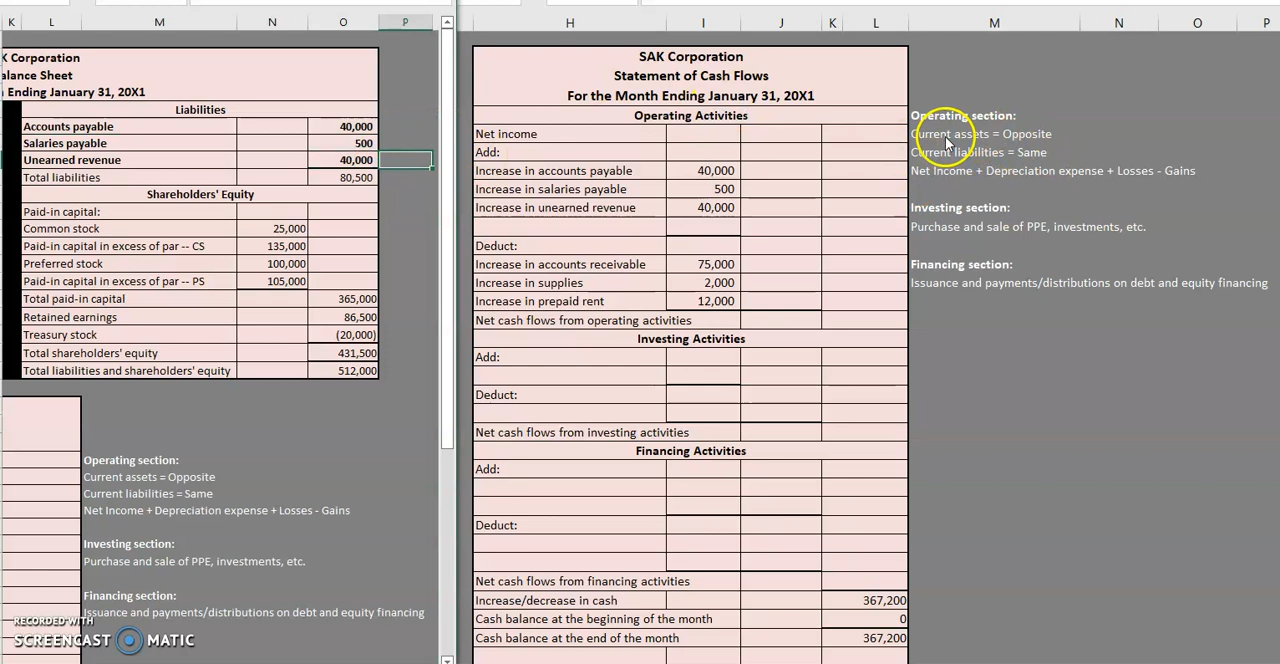 K L M N O P
K Corporation
alance Sheet
Ending January 31, 20X1
Liabilities
Accounts payable 40,000
Salaries payable 500
Unearned revenue 40,000
Total liabilities 80,500
Shareholders' Equity
Paid-in capital:
Common stock 25,000
Paid-in capital in excess of par -- CS 135,000
Preferred stock 100,000
Paid-in capital in excess of par -- PS 105,000
Total paid-in capital 365,000
Retained earnings 86,500
Treasury stock (20,000)
Total shareholders' equity 431,500
Total liabilities and shareholders' equity 512,000
Operating section:
Current assets = Opposite
Current liabilities = Same
Net Income + Depreciation expense + Losses - Gains
Investing section:
Purchase and sale of PPE, investments, etc.
Financing section:
Issuance and payments/distributions on debt and equity financing
RECORDED WITH
SCREENCAST MATIC
H I J K L M N O P
SAK Corporation
Statement of Cash Flows
For the Month Ending January 31, 20X1
Operating Activities
Net income
Add:
Increase in accounts payable 40,000
Increase in salaries payable 500
Increase in unearned revenue 40,000
Deduct:
Increase in accounts receivable 75,000
Increase in supplies 2,000
Increase in prepaid rent 12,000
Net cash flows from operating activities
Investing Activities
Add:
Deduct:
Net cash flows from investing activities
Financing Activities
Add:
Deduct:
Net cash flows from financing activities
Increase/decrease in cash 367,200
Cash balance at the beginning of the month 0
Cash balance at the end of the month 367,200
Operating section:
Current assets = Opposite
Current liabilities = Same
Net Income + Depreciation expense + Losses - Gains
Investing section:
Purchase and sale of PPE, investments, etc.
Financing section:
Issuance and payments/distributions on debt and equity financing